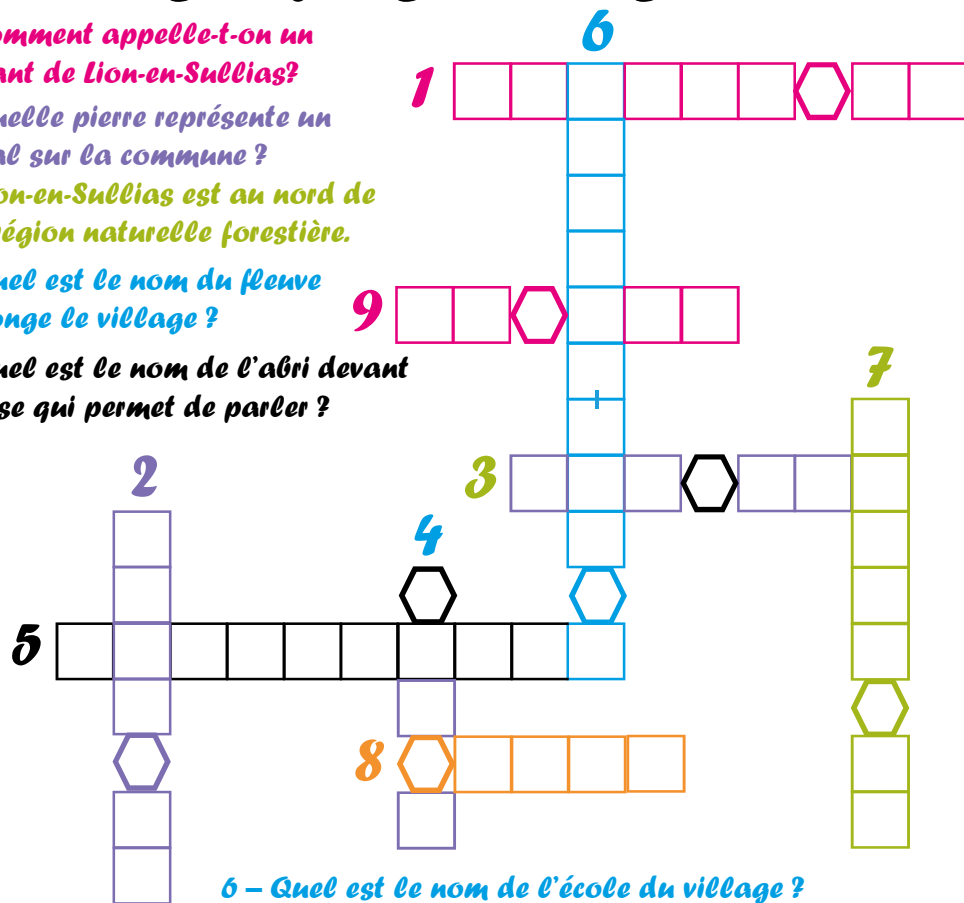 omment appelle-t-on un
ant de Lion-en-Sullias?
uelle pierre représente un
al sur la commune ?
on-en-Sullias est au nord de
région naturelle forestière.
uel est le nom du fleuve
onge le village ?
uel est le nom de l'abri devant
se qui permet de parler ?
6
1
9
7
2
3
4
5
8
6 – Quel est le nom de l'école du village ?